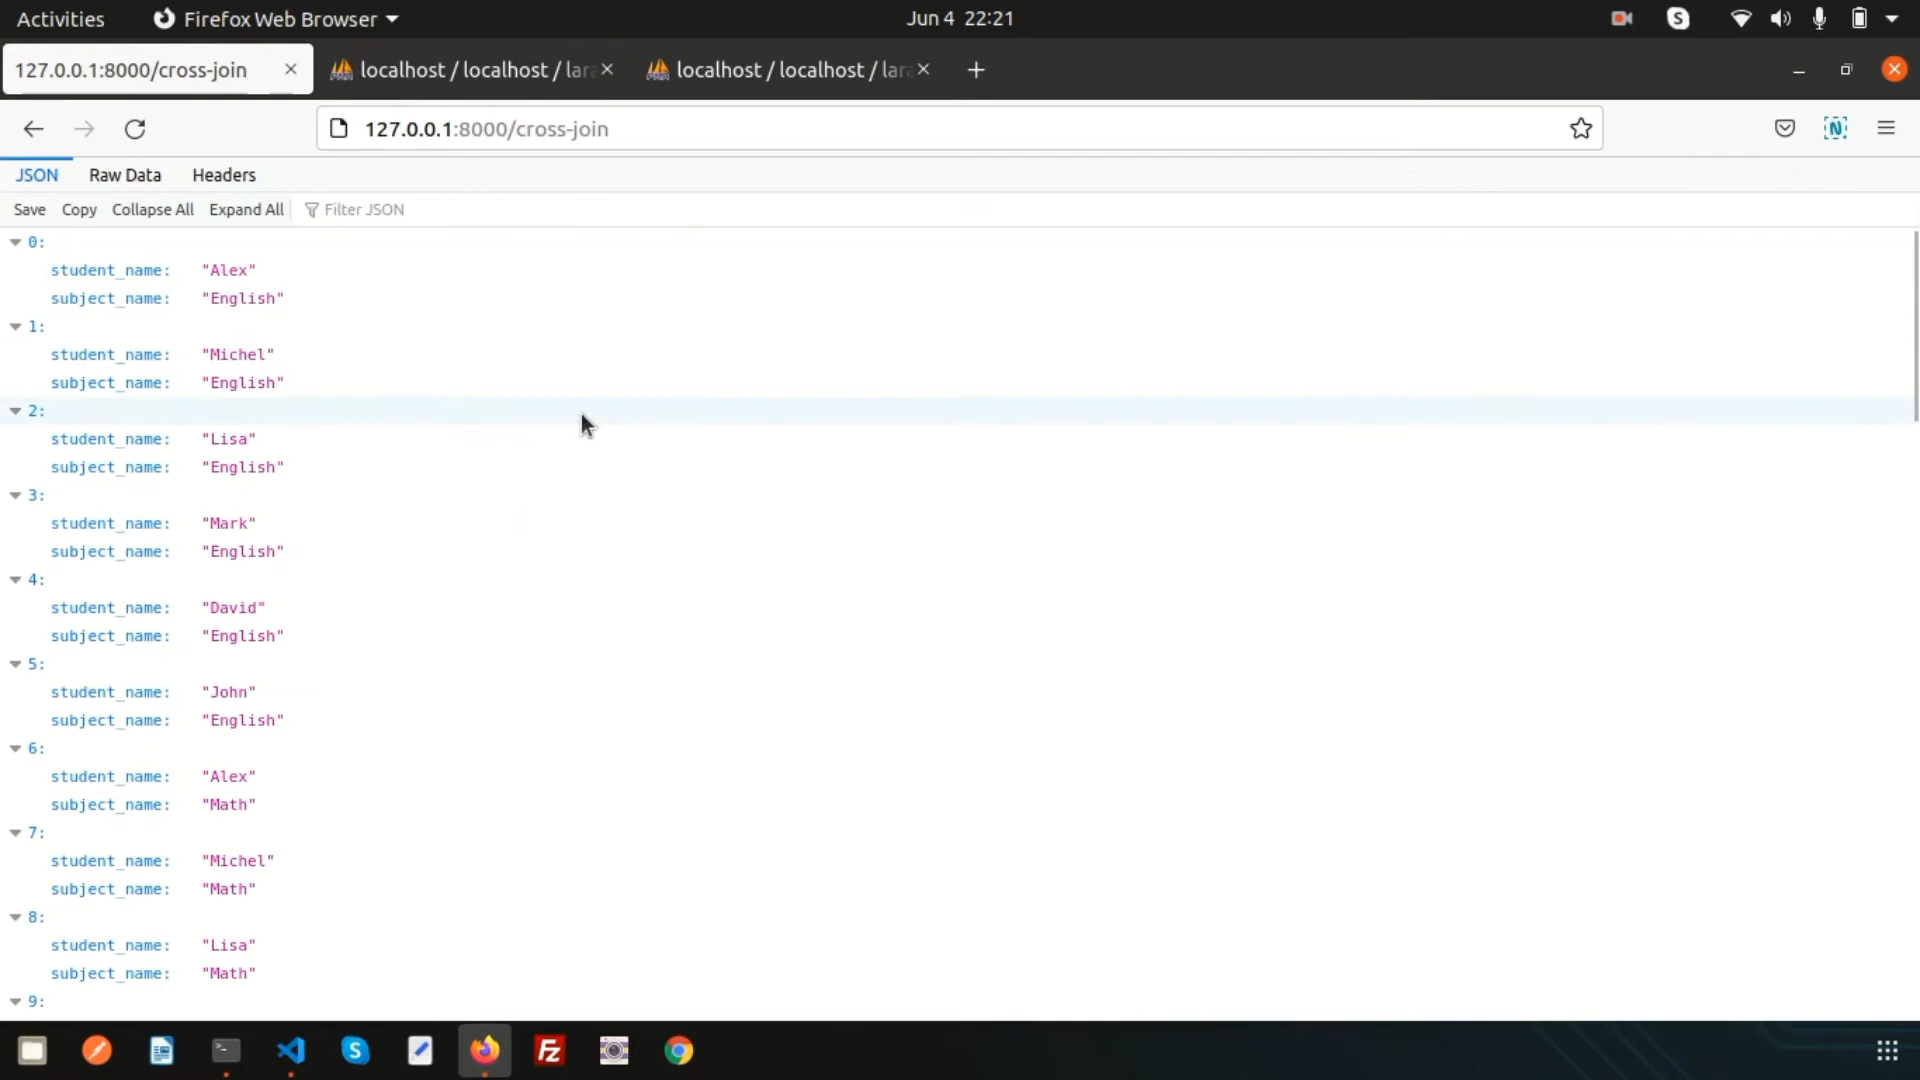 Activities Firefox Web Browser Jun 4 22:21
127.0.0.1:8000/cross-join localhost / localhost / lara localhost / localhost / lara
127.0.0.1:8000/cross-join
JSON Raw Data Headers
Save Copy Collapse All Expand All Filter JSON
0:
student_name: "Alex"
subject_name: "English"
1:
student_name: "Michel"
subject_name: "English"
2:
student_name: "Lisa"
subject_name: "English"
3:
student_name: "Mark"
subject_name: "English"
4:
student_name: "David"
subject_name: "English"
5:
student_name: "John"
subject_name: "English"
6:
student_name: "Alex"
subject_name: "Math"
7:
student_name: "Michel"
subject_name: "Math"
8:
student_name: "Lisa"
subject_name: "Math"
9: